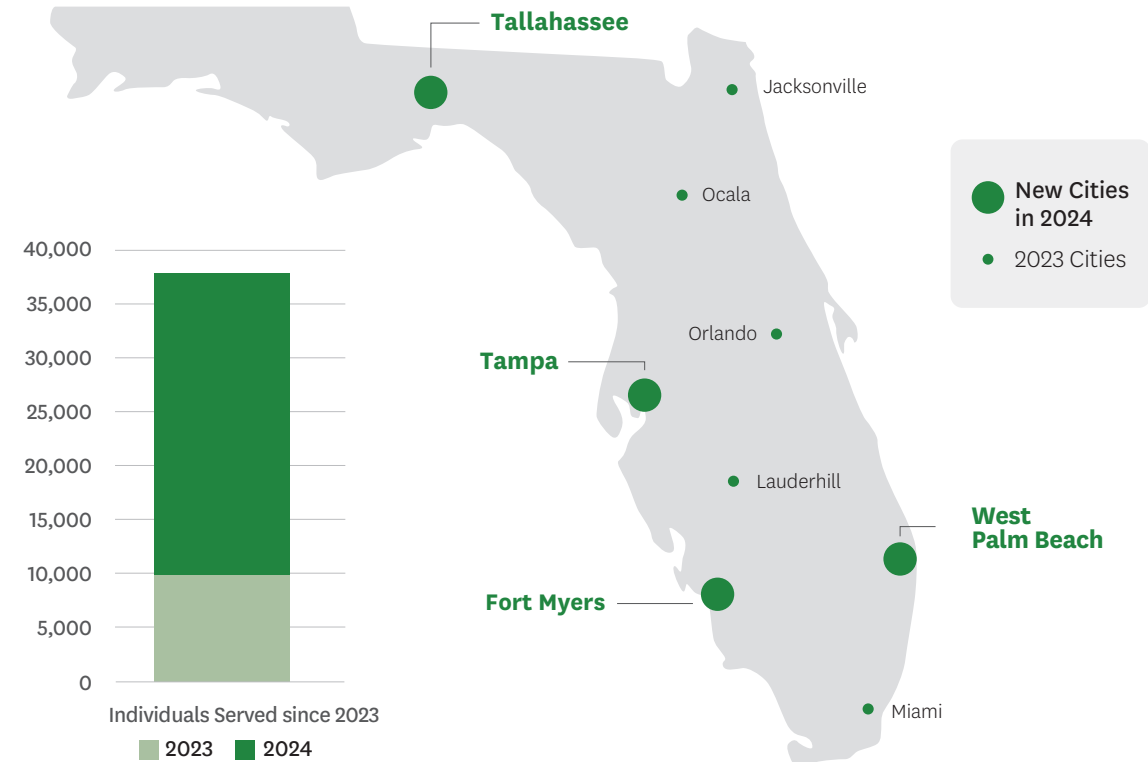 Tallahassee
Jacksonville
Ocala
New Cities
in 2024
2023 Cities
Orlando
Tampa
Lauderhill
West
Palm Beach
Fort Myers
Miami
40,000
35,000
30,000
25,000
20,000
15,000
10,000
5,000
0
Individuals Served since 2023
2023 2024